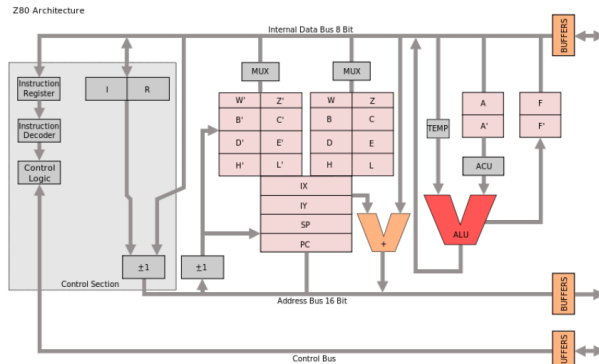 Z80 Architecture
Internal Data Bus 8 Bit
BUFFERS
Instruction
Register
I
R
MUX
MUX
W'
Z'
W
Z
A
F
B'
C'
B
C
A'
F'
Instruction
Decoder
TEMP
D'
E'
D
E
Control
Logic
H'
L'
H
L
ACU
IX
IY
SP
PC
+
ALU
±1
±1
Control Section
Address Bus 16 Bit
BUFFERS
Control Bus
BUFFERS